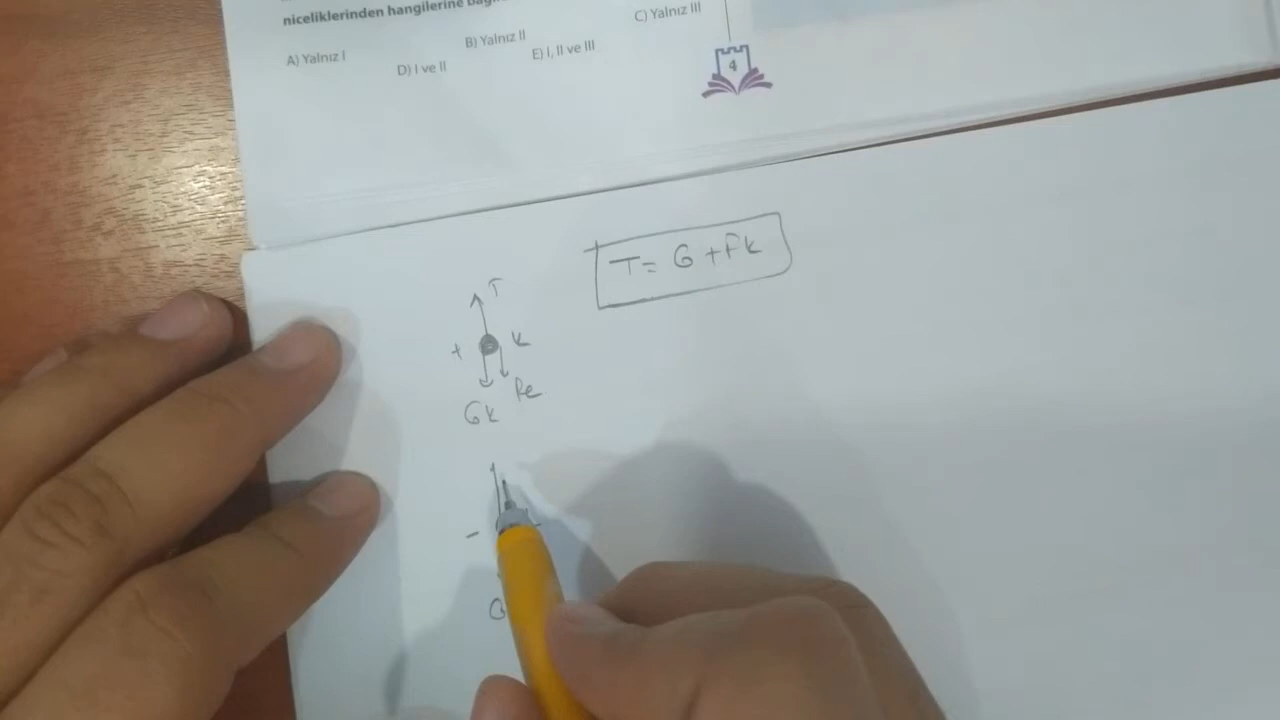 niceliklerinden hangilerine
A) Yalnız I
B) Yalnız II
C) Yalnız III
D) I ve II
E) I, II ve III
4
T = G + Fk
T
+
K
Fe
GK
-